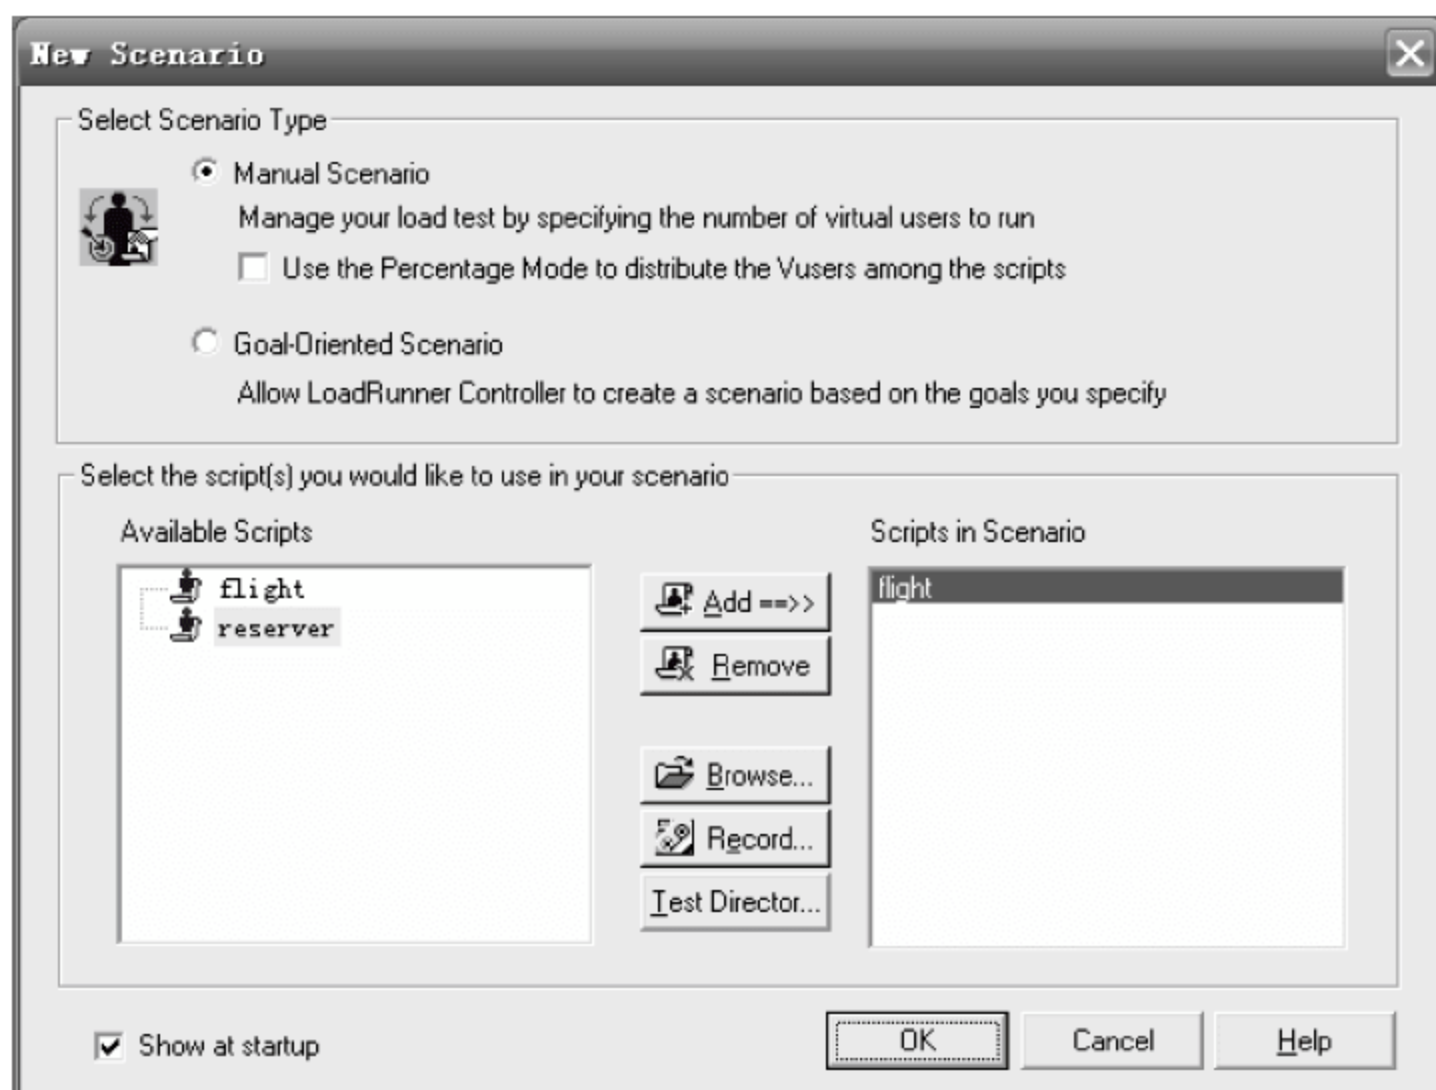 New Scenario
Select Scenario Type
Manual Scenario
Manage your load test by specifying the number of virtual users to run
Use the Percentage Mode to distribute the Vusers among the scripts
Goal-Oriented Scenario
Allow LoadRunner Controller to create a scenario based on the goals you specify
Select the script(s) you would like to use in your scenario
Available Scripts
flight
reserver
Add ==>>
Remove
Browse...
Record...
Test Director...
Scripts in Scenario
flight
Show at startup
OK
Cancel
Help